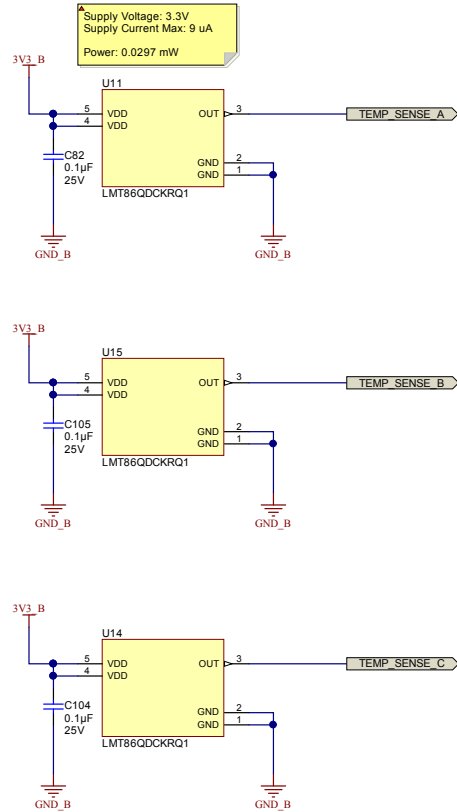 Supply Voltage: 3.3V
Supply Current Max: 9 uA
Power: 0.0297 mW
3V3_B
U11
5 VDD OUT 3
4 VDD
TEMP_SENSE_A
C82
0.1µF
25V
GND 2
GND 1
LMT86QDCKRQ1
GND_B GND_B
3V3_B
U15
5 VDD OUT 3
4 VDD
TEMP_SENSE_B
C105
0.1µF
25V
GND 2
GND 1
LMT86QDCKRQ1
GND_B GND_B
3V3_B
U14
5 VDD OUT 3
4 VDD
TEMP_SENSE_C
C104
0.1µF
25V
GND 2
GND 1
LMT86QDCKRQ1
GND_B GND_B